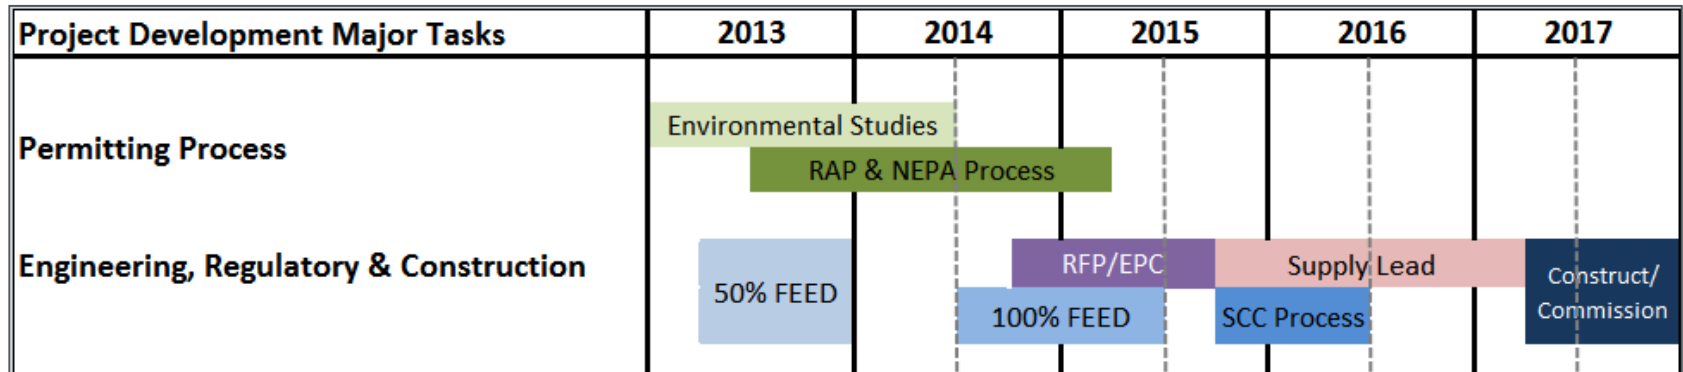 Project Development Major Tasks 2013 2014 2015 2016 2017
Environmental Studies
Permitting Process
RAP & NEPA Process
Engineering, Regulatory & Construction
RFP/EPC
Supply Lead
50% FEED
100% FEED
SCC Process
Construct/
Commission